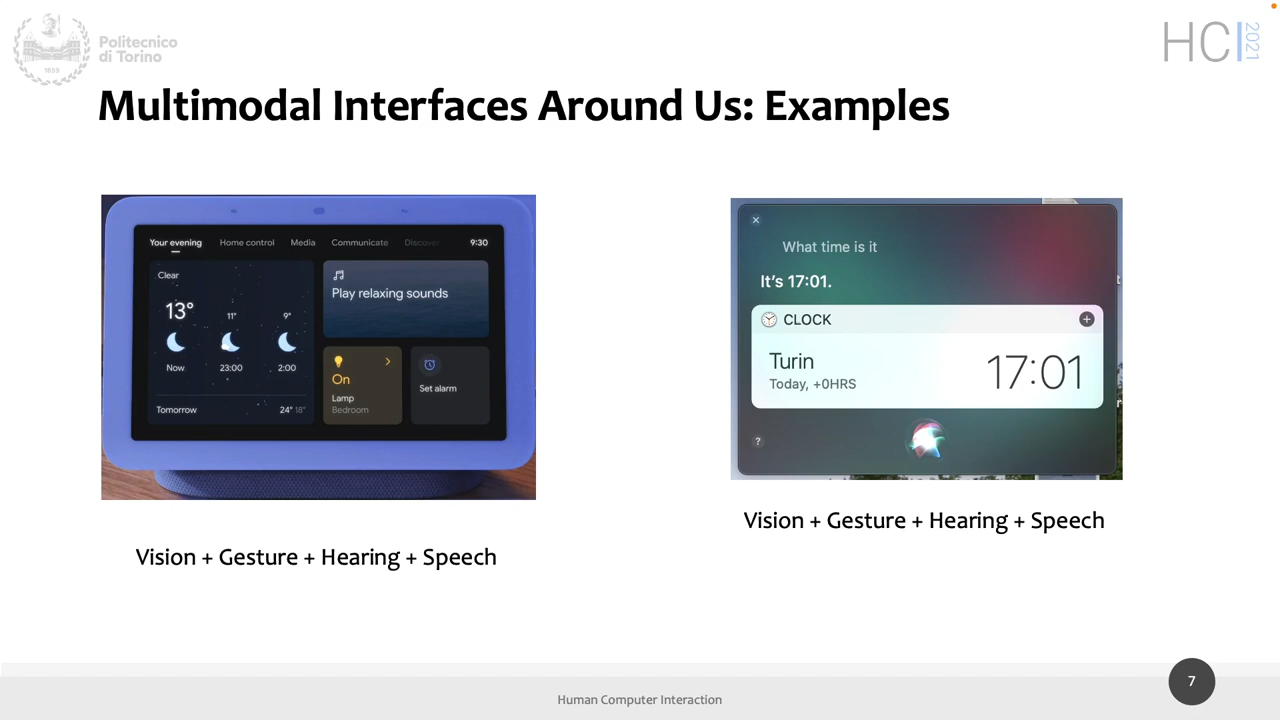 Politecnico
di Torino
1859
HCI
2021
Multimodal Interfaces Around Us: Examples
Your evening Home control Media Communicate Discover 9:30
Clear
13° 11° 9°
Now 23:00 2:00
Tomorrow 24° 18°
Play relaxing sounds
On
Lamp
Bedroom
Set alarm
Vision + Gesture + Hearing + Speech
What time is it
It's 17:01.
CLOCK
Turin
Today, +0HRS
17:01
?
Vision + Gesture + Hearing + Speech
Human Computer Interaction
7